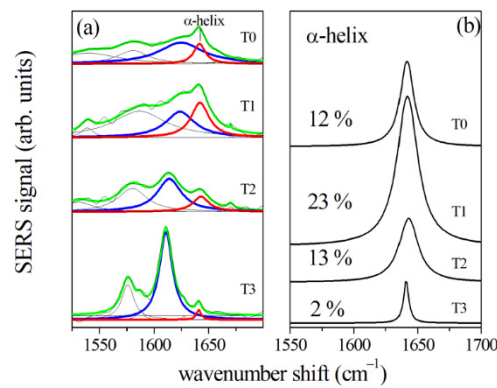 SERS signal (arb. units)
(a)
α-helix
T0
T1
T2
T3
1550
1600
1650
(b)
α-helix
12 %
T0
23 %
T1
13 %
T2
2 %
T3
1550
1600
1650
1700
wavenumber shift (cm⁻¹)